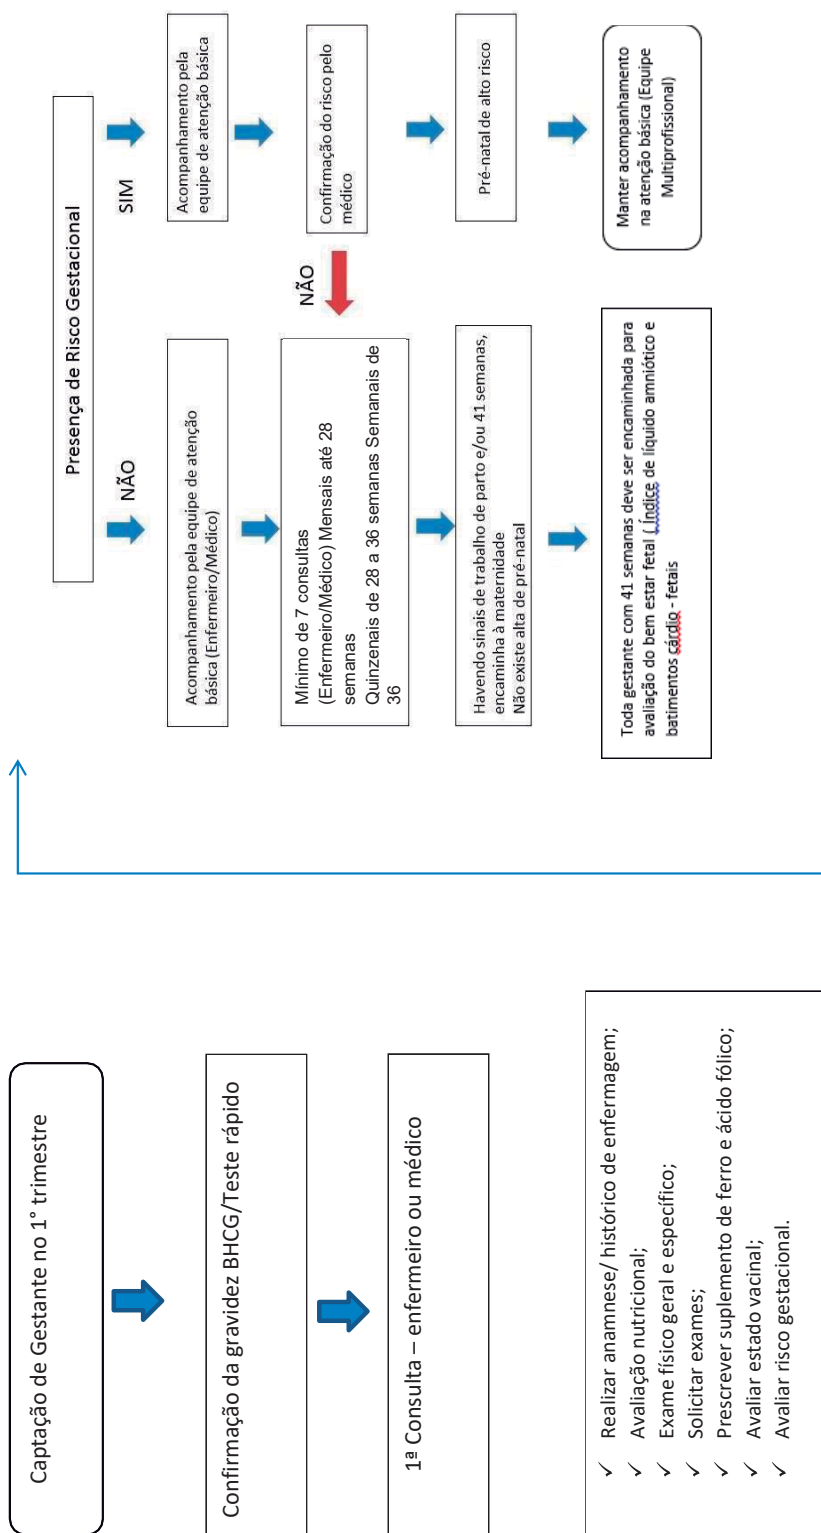 Captação de Gestante no 1° trimestre
Confirmação da gravidez BHCG/Teste rápido
1ª Consulta – enfermeiro ou médico
✓ Realizar anamnese/ histórico de enfermagem;
✓ Avaliação nutricional;
✓ Exame físico geral e específico;
✓ Solicitar exames;
✓ Prescrever suplemento de ferro e ácido fólico;
✓ Avaliar estado vacinal;
✓ Avaliar risco gestacional.
Presença de Risco Gestacional
NÃO
SIM
Acompanhamento pela equipe de atenção
básica (Enfermeiro/Médico)
Acompanhamento pela
equipe de atenção básica
Mínimo de 7 consultas
(Enfermeiro/Médico) Mensais até 28
semanas
Quinzenais de 28 a 36 semanas Semanais de
36
NÃO
Confirmação do risco pelo
médico
Havendo sinais de trabalho de parto e/ou 41 semanas,
encaminha à maternidade
Não existe alta de pré-natal
Pré-natal de alto risco
Toda gestante com 41 semanas deve ser encaminhada para
avaliação do bem estar fetal ( Índice de líquido amniótico e
batimentos cárdio - fetais
Manter acompanhamento
na atenção básica (Equipe
Multiprofissional)